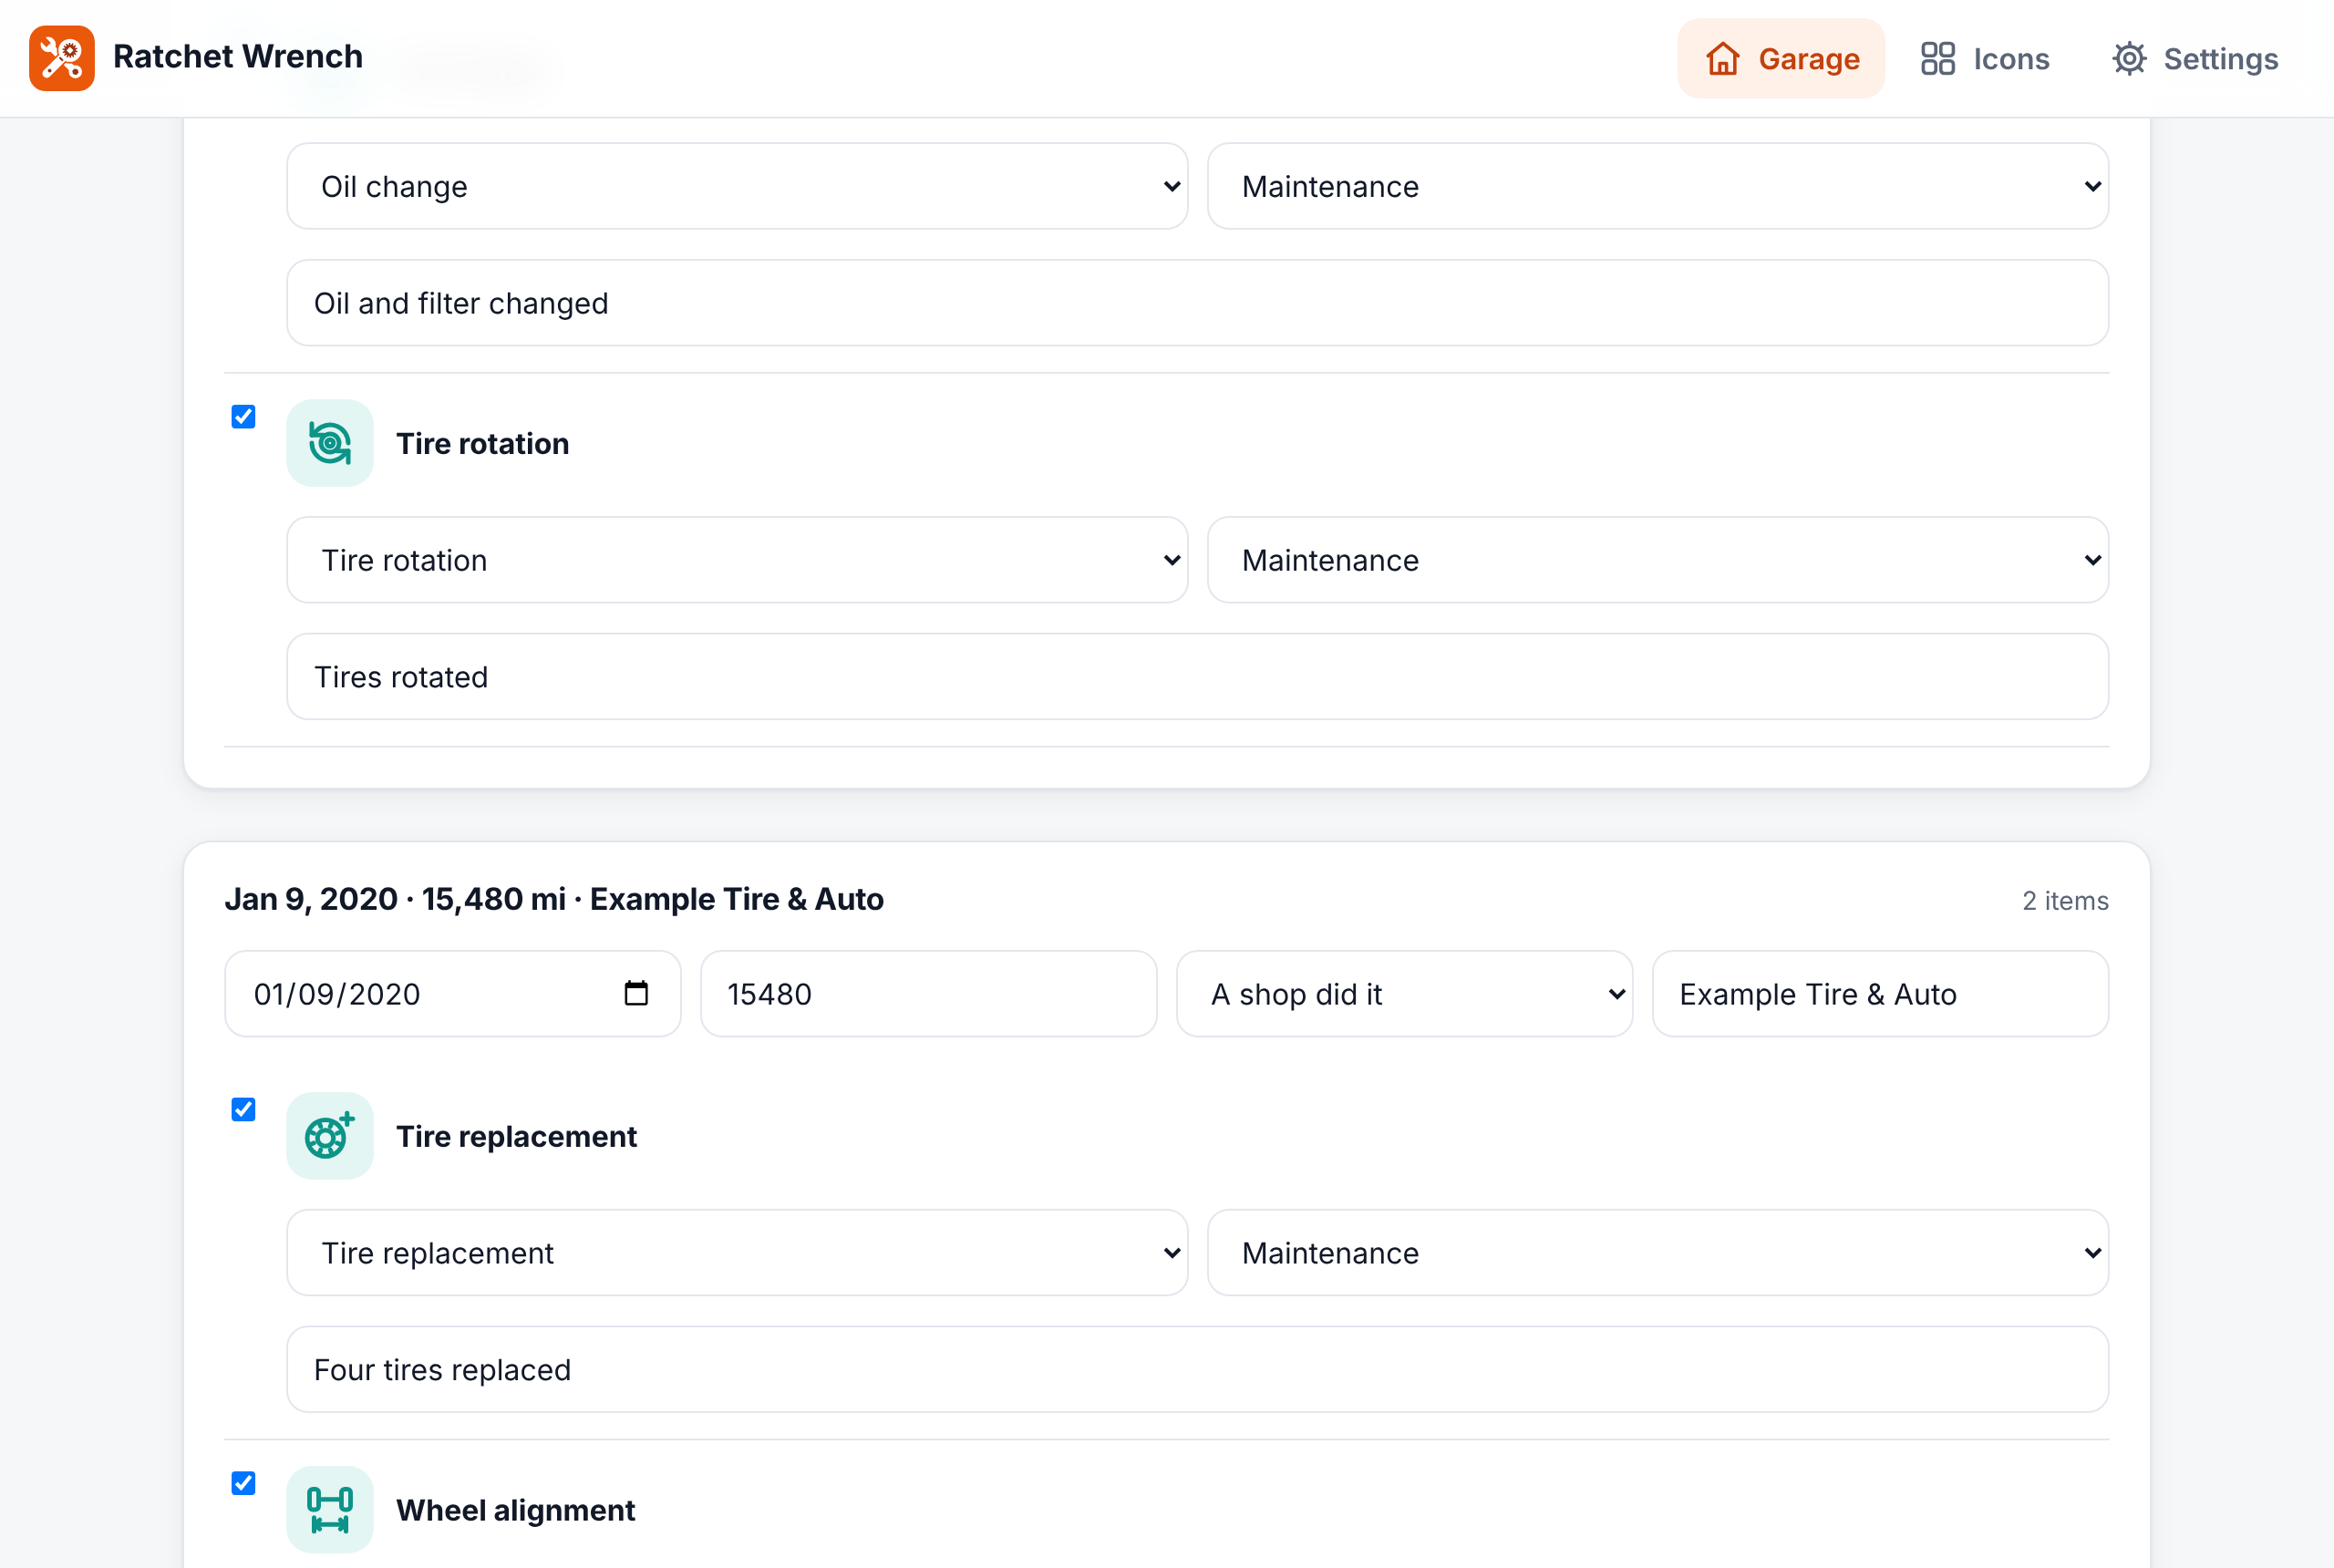 Ratchet Wrench
Garage
Icons
Settings
Oil change
Maintenance
Oil and filter changed
Tire rotation
Tire rotation
Maintenance
Tires rotated
Jan 9, 2020 · 15,480 mi · Example Tire & Auto
2 items
01/09/2020
15480
A shop did it
Example Tire & Auto
Tire replacement
Tire replacement
Maintenance
Four tires replaced
Wheel alignment